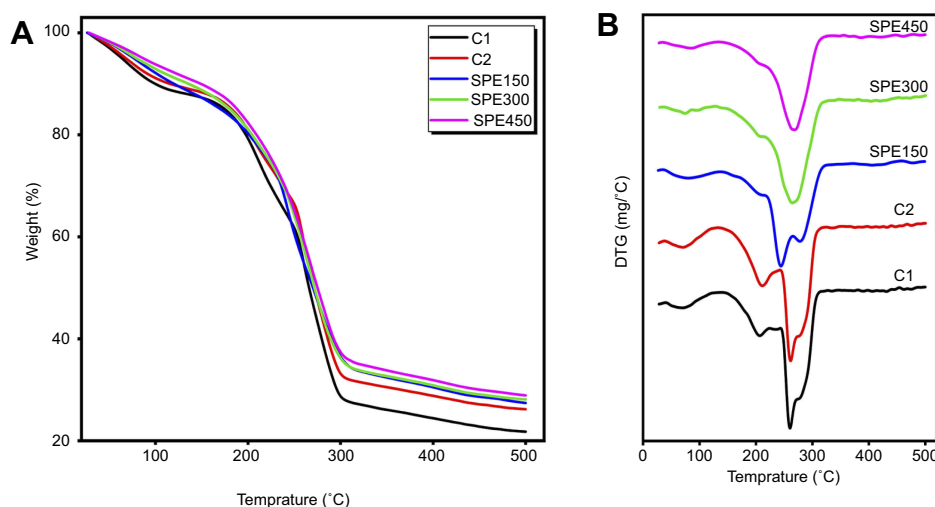 A
100
80
60
40
20
Weight (%)
C1
C2
SPE150
SPE300
SPE450
100 200 300 400 500
Temprature (˚C)
B
SPE450
SPE300
SPE150
C2
C1
DTG (mg/˚C)
0 100 200 300 400 500
Temprature (˚C)